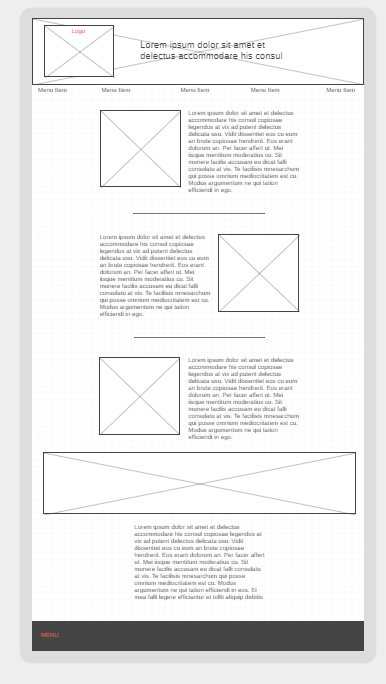 Logo
Lorem ipsum dolor sit amet et
delectus accommodare his consul
Menu Item Menu Item Menu Item Menu Item Menu Item
Lorem ipsum dolor sit amet et delectus
accommodare his consul copiosae
legendos at vix ad putent delectus
delicata usu. Vidit dissentiet eos cu eum
an brute copiosae hendrerit. Eos erant
dolorum an. Per facer affert ut. Mei
iisque mentitum moderatius cu. Sit
munere facilis accusam eu dicat falli
consulatu at vis. Te facilisis mnesarchum
qui posse omnium mediocritatem est cu.
Modus argumentum ne qui tation
efficiendi in ego.
Lorem ipsum dolor sit amet et delectus
accommodare his consul copiosae
legendos at vix ad putent delectus
delicata usu. Vidit dissentiet eos cu eum
an brute copiosae hendrerit. Eos erant
dolorum an. Per facer affert ut. Mei
iisque mentitum moderatius cu. Sit
munere facilis accusam eu dicat falli
consulatu at vis. Te facilisis mnesarchum
qui posse omnium mediocritatem est cu.
Modus argumentum ne qui tation
efficiendi in ego.
Lorem ipsum dolor sit amet et delectus
accommodare his consul copiosae
legendos at vix ad putent delectus
delicata usu. Vidit dissentiet eos cu eum
an brute copiosae hendrerit. Eos erant
dolorum an. Per facer affert ut. Mei
iisque mentitum moderatius cu. Sit
munere facilis accusam eu dicat falli
consulatu at vis. Te facilisis mnesarchum
qui posse omnium mediocritatem est cu.
Modus argumentum ne qui tation
efficiendi in ego.
Lorem ipsum dolor sit amet et delectus
accommodare his consul copiosae legendos at
vix ad putent delectus delicata usu. Vidit
dissentiet eos cu eum an brute copiosae
hendrerit. Eos erant dolorum an. Per facer affert
ut. Mei iisque mentitum moderatius cu. Sit
munere facilis accusam eu dicat falli consulatu
at vis. Te facilisis mnesarchum qui posse
omnium mediocritatem est cu. Modus
argumentum ne qui tation efficiendi in eos. Ei
mea falli legere efficiantur et tollit aliquip debitis
MENU